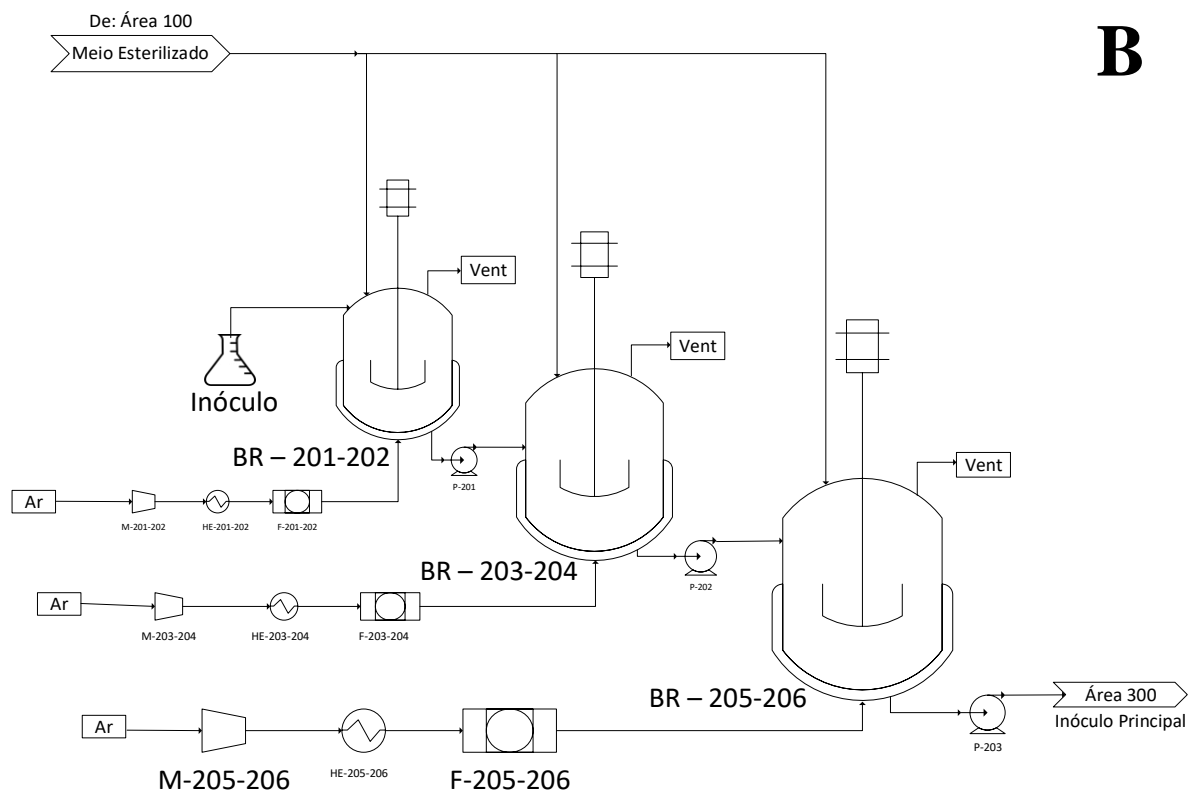 De: Área 100
Meio Esterilizado
B
Vent
Inóculo
Vent
BR – 201-202
P-201
Ar
M-201-202
HE-201-202
F-201-202
Vent
BR – 203-204
P-202
Ar
M-203-204
HE-203-204
F-203-204
BR – 205-206
Área 300
Inóculo Principal
P-203
Ar
M-205-206
HE-205-206
F-205-206